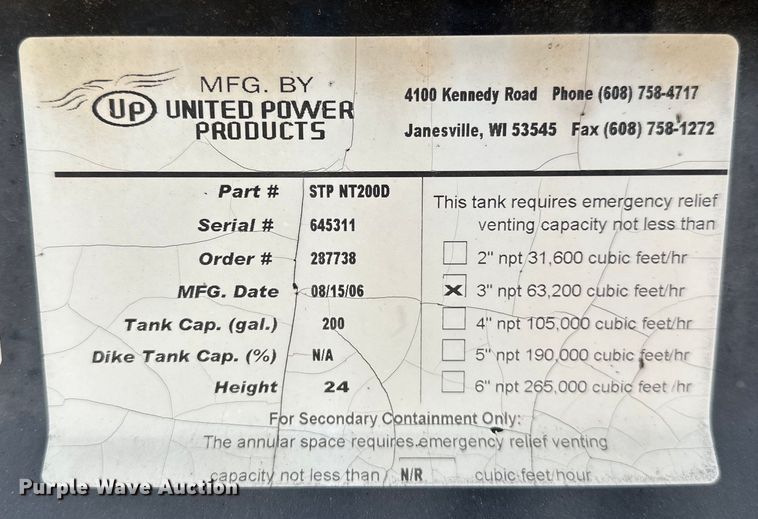 UP
MFG. BY
UNITED POWER
PRODUCTS
4100 Kennedy Road Phone (608) 758-4717
Janesville, WI 53545 Fax (608) 758-1272
Part # STP NT200D
Serial # 645311
Order # 287738
MFG. Date 08/15/06
Tank Cap. (gal.) 200
Dike Tank Cap. (%) N/A
Height 24
This tank requires emergency relief
venting capacity not less than
2" npt 31,600 cubic feet/hr
X 3" npt 63,200 cubic feet/hr
4" npt 105,000 cubic feet/hr
5" npt 190,000 cubic feet/hr
6" npt 265,000 cubic feet /hr
For Secondary Containment Only:
The annular space requires emergency relief venting
capacity not less than N/R cubic feet/hour
Purple Wave Auction